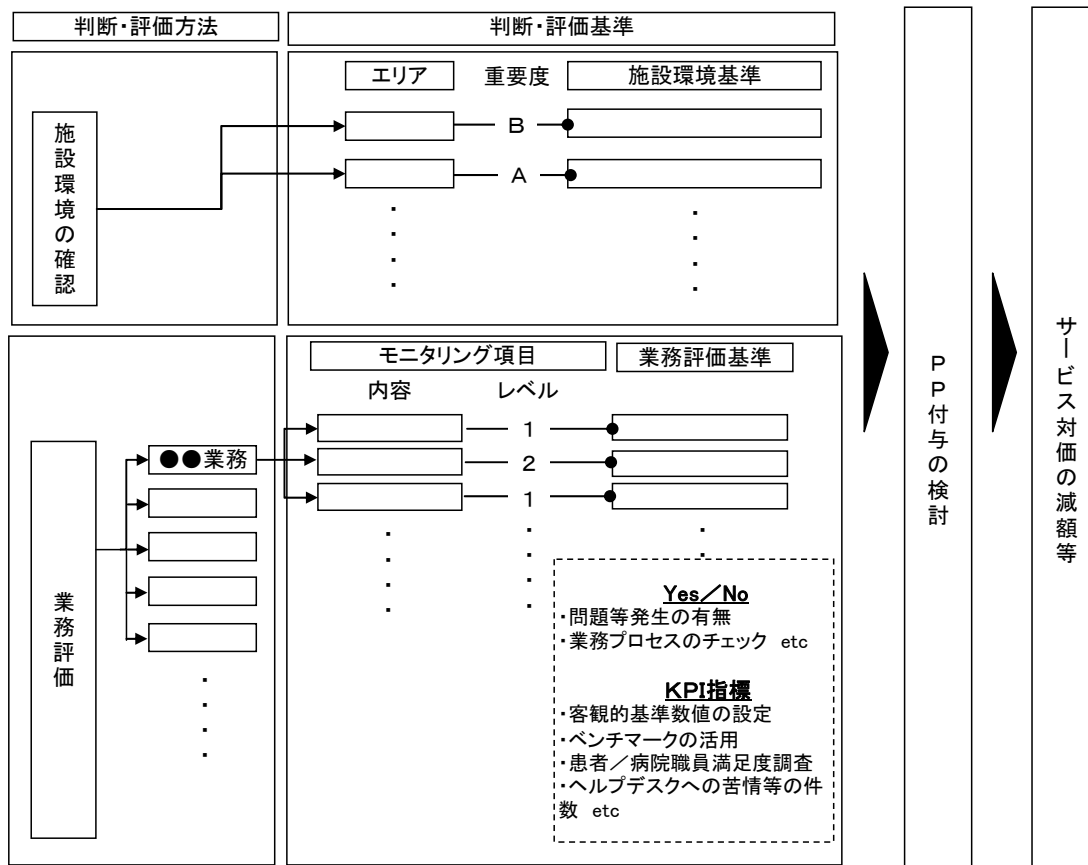 判断・評価方法
判断・評価基準
エリア
重要度
施設環境基準
施設環境の確認
B
A
・
・
・
・
・
・
・
・
モニタリング項目
業務評価基準
内容
レベル
業務評価
●●業務
1
2
1
・
・
・
・
・
・
・
・
・
・
・
・
・
・
Yes/No
・問題等発生の有無
・業務プロセスのチェック etc
KPI指標
・客観的基準数値の設定
・ベンチマークの活用
・患者/病院職員満足度調査
・ヘルプデスクへの苦情等の件
数 etc
PP付与の検討
サービス対価の減額等